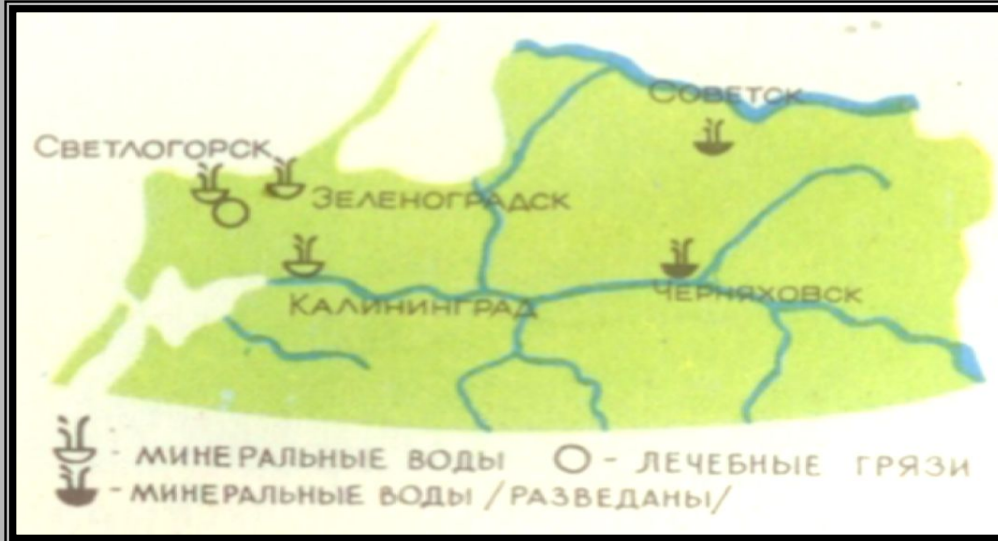 СОВЕТСК
СВЕТЛОГОРСК
ЗЕЛЕНОГРАДСК
КАЛИНИНГРАД
ЧЕРНЯХОВСК
- МИНЕРАЛЬНЫЕ ВОДЫ
- ЛЕЧЕБНЫЕ ГРЯЗИ
- МИНЕРАЛЬНЫЕ ВОДЫ /РАЗВЕДАНЫ/